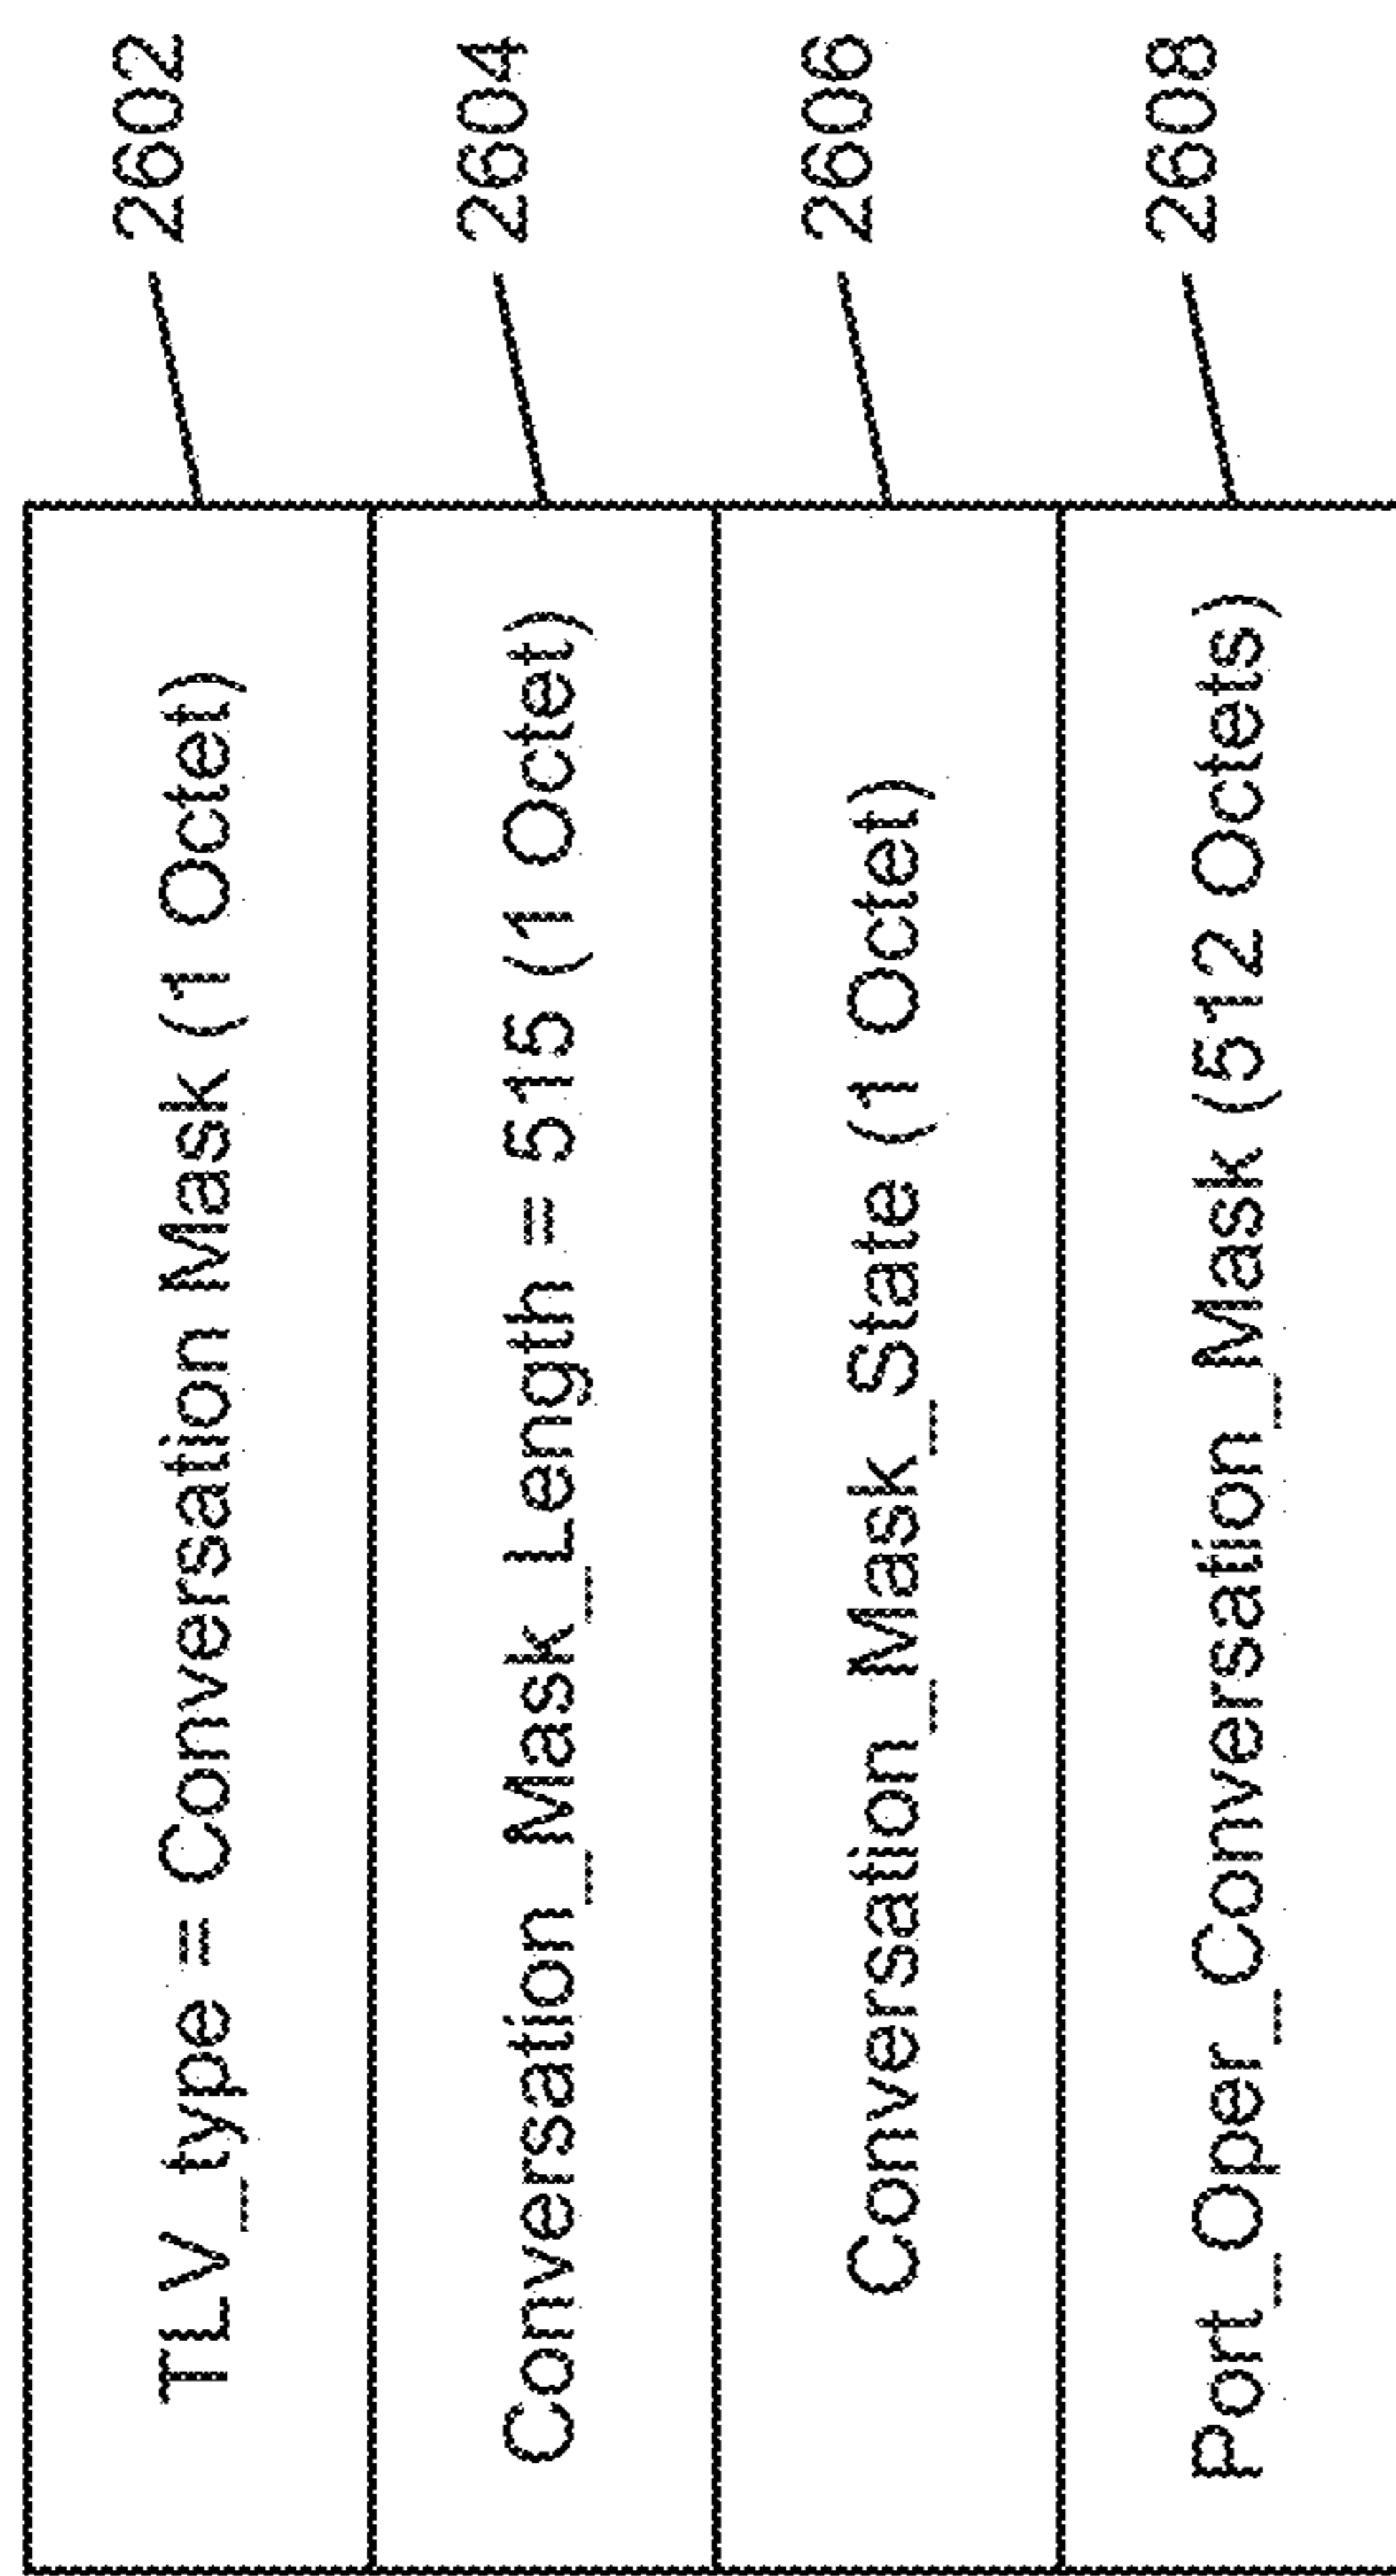 TLV_type = Conversation Mask (1 Octet)
2602
Conversation_Mask_Length = 515 (1 Octet)
2604
Conversation_Mask_State (1 Octet)
2606
Port_Oper_Conversation_Mask (512 Octets)
2608